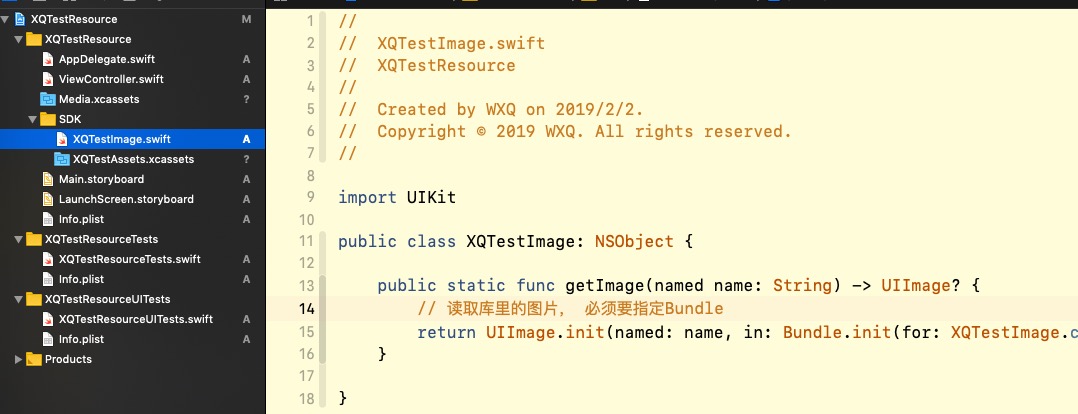 XQTestResource M
XQTestResource
AppDelegate.swift A
ViewController.swift A
Media.xcassets ?
SDK
XQTestImage.swift A
XQTestAssets.xcassets ?
Main.storyboard A
LaunchScreen.storyboard A
Info.plist A
XQTestResourceTests
XQTestResourceTests.swift A
Info.plist A
XQTestResourceUITests
XQTestResourceUITests.swift A
Info.plist A
Products
1 //
2 // XQTestImage.swift
3 // XQTestResource
4 //
5 // Created by WXQ on 2019/2/2.
6 // Copyright © 2019 WXQ. All rights reserved.
7 //
8
9 import UIKit
10
11 public class XQTestImage: NSObject {
12
13 public static func getImage(named name: String) -> UIImage? {
14 // 读取库里的图片， 必须要指定Bundle
15 return UIImage.init(named: name, in: Bundle.init(for: XQTestImage.c
16 }
17
18 }